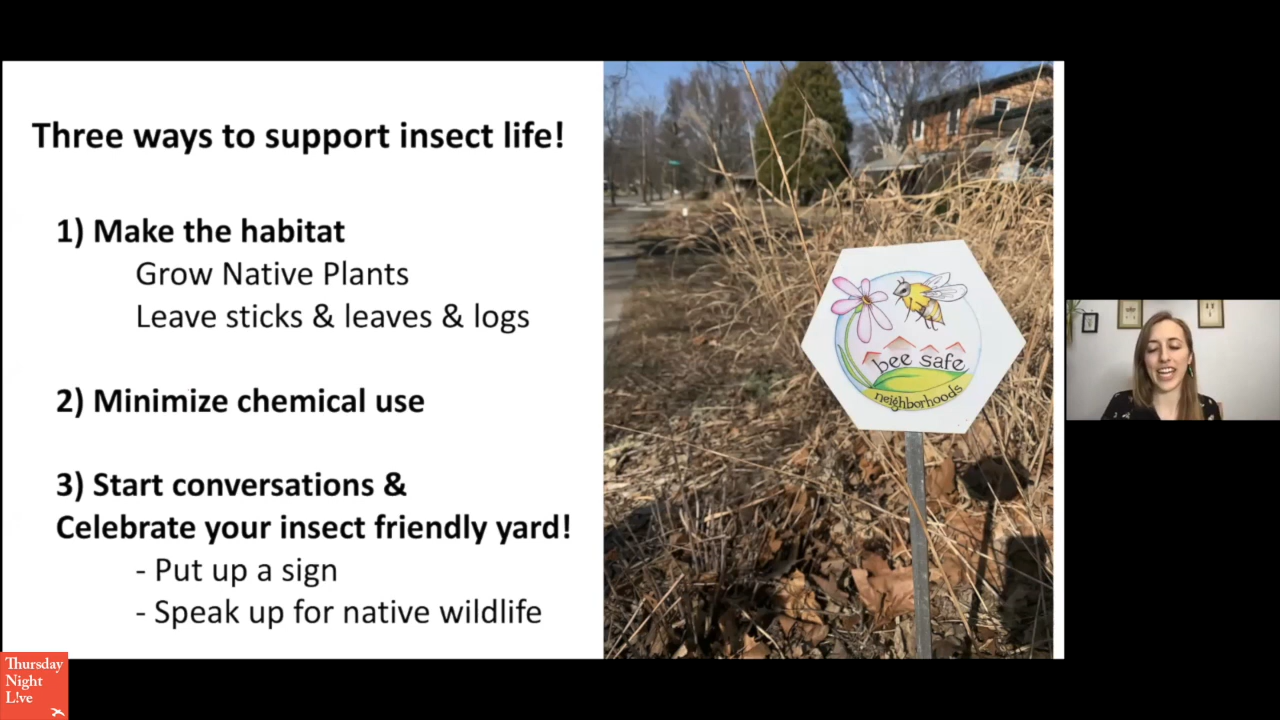 Three ways to support insect life!
1) Make the habitat
Grow Native Plants
Leave sticks & leaves & logs
2) Minimize chemical use
3) Start conversations &
Celebrate your insect friendly yard!
- Put up a sign
- Speak up for native wildlife
bee safe
neighborhoods
Thursday
Night
L!ve